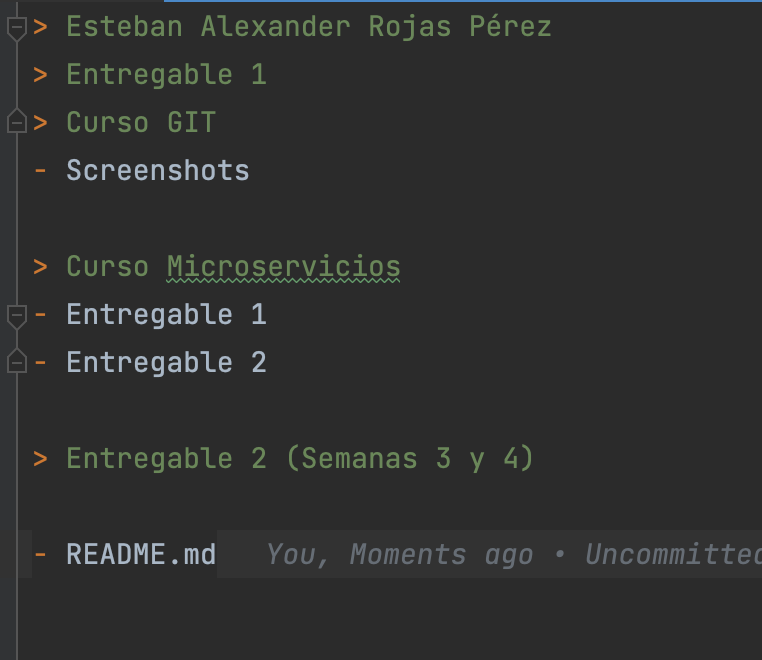 > Esteban Alexander Rojas Pérez
> Entregable 1
> Curso GIT
- Screenshots
> Curso Microservicios
- Entregable 1
- Entregable 2
> Entregable 2 (Semanas 3 y 4)
- README.md You, Moments ago • Uncommitted